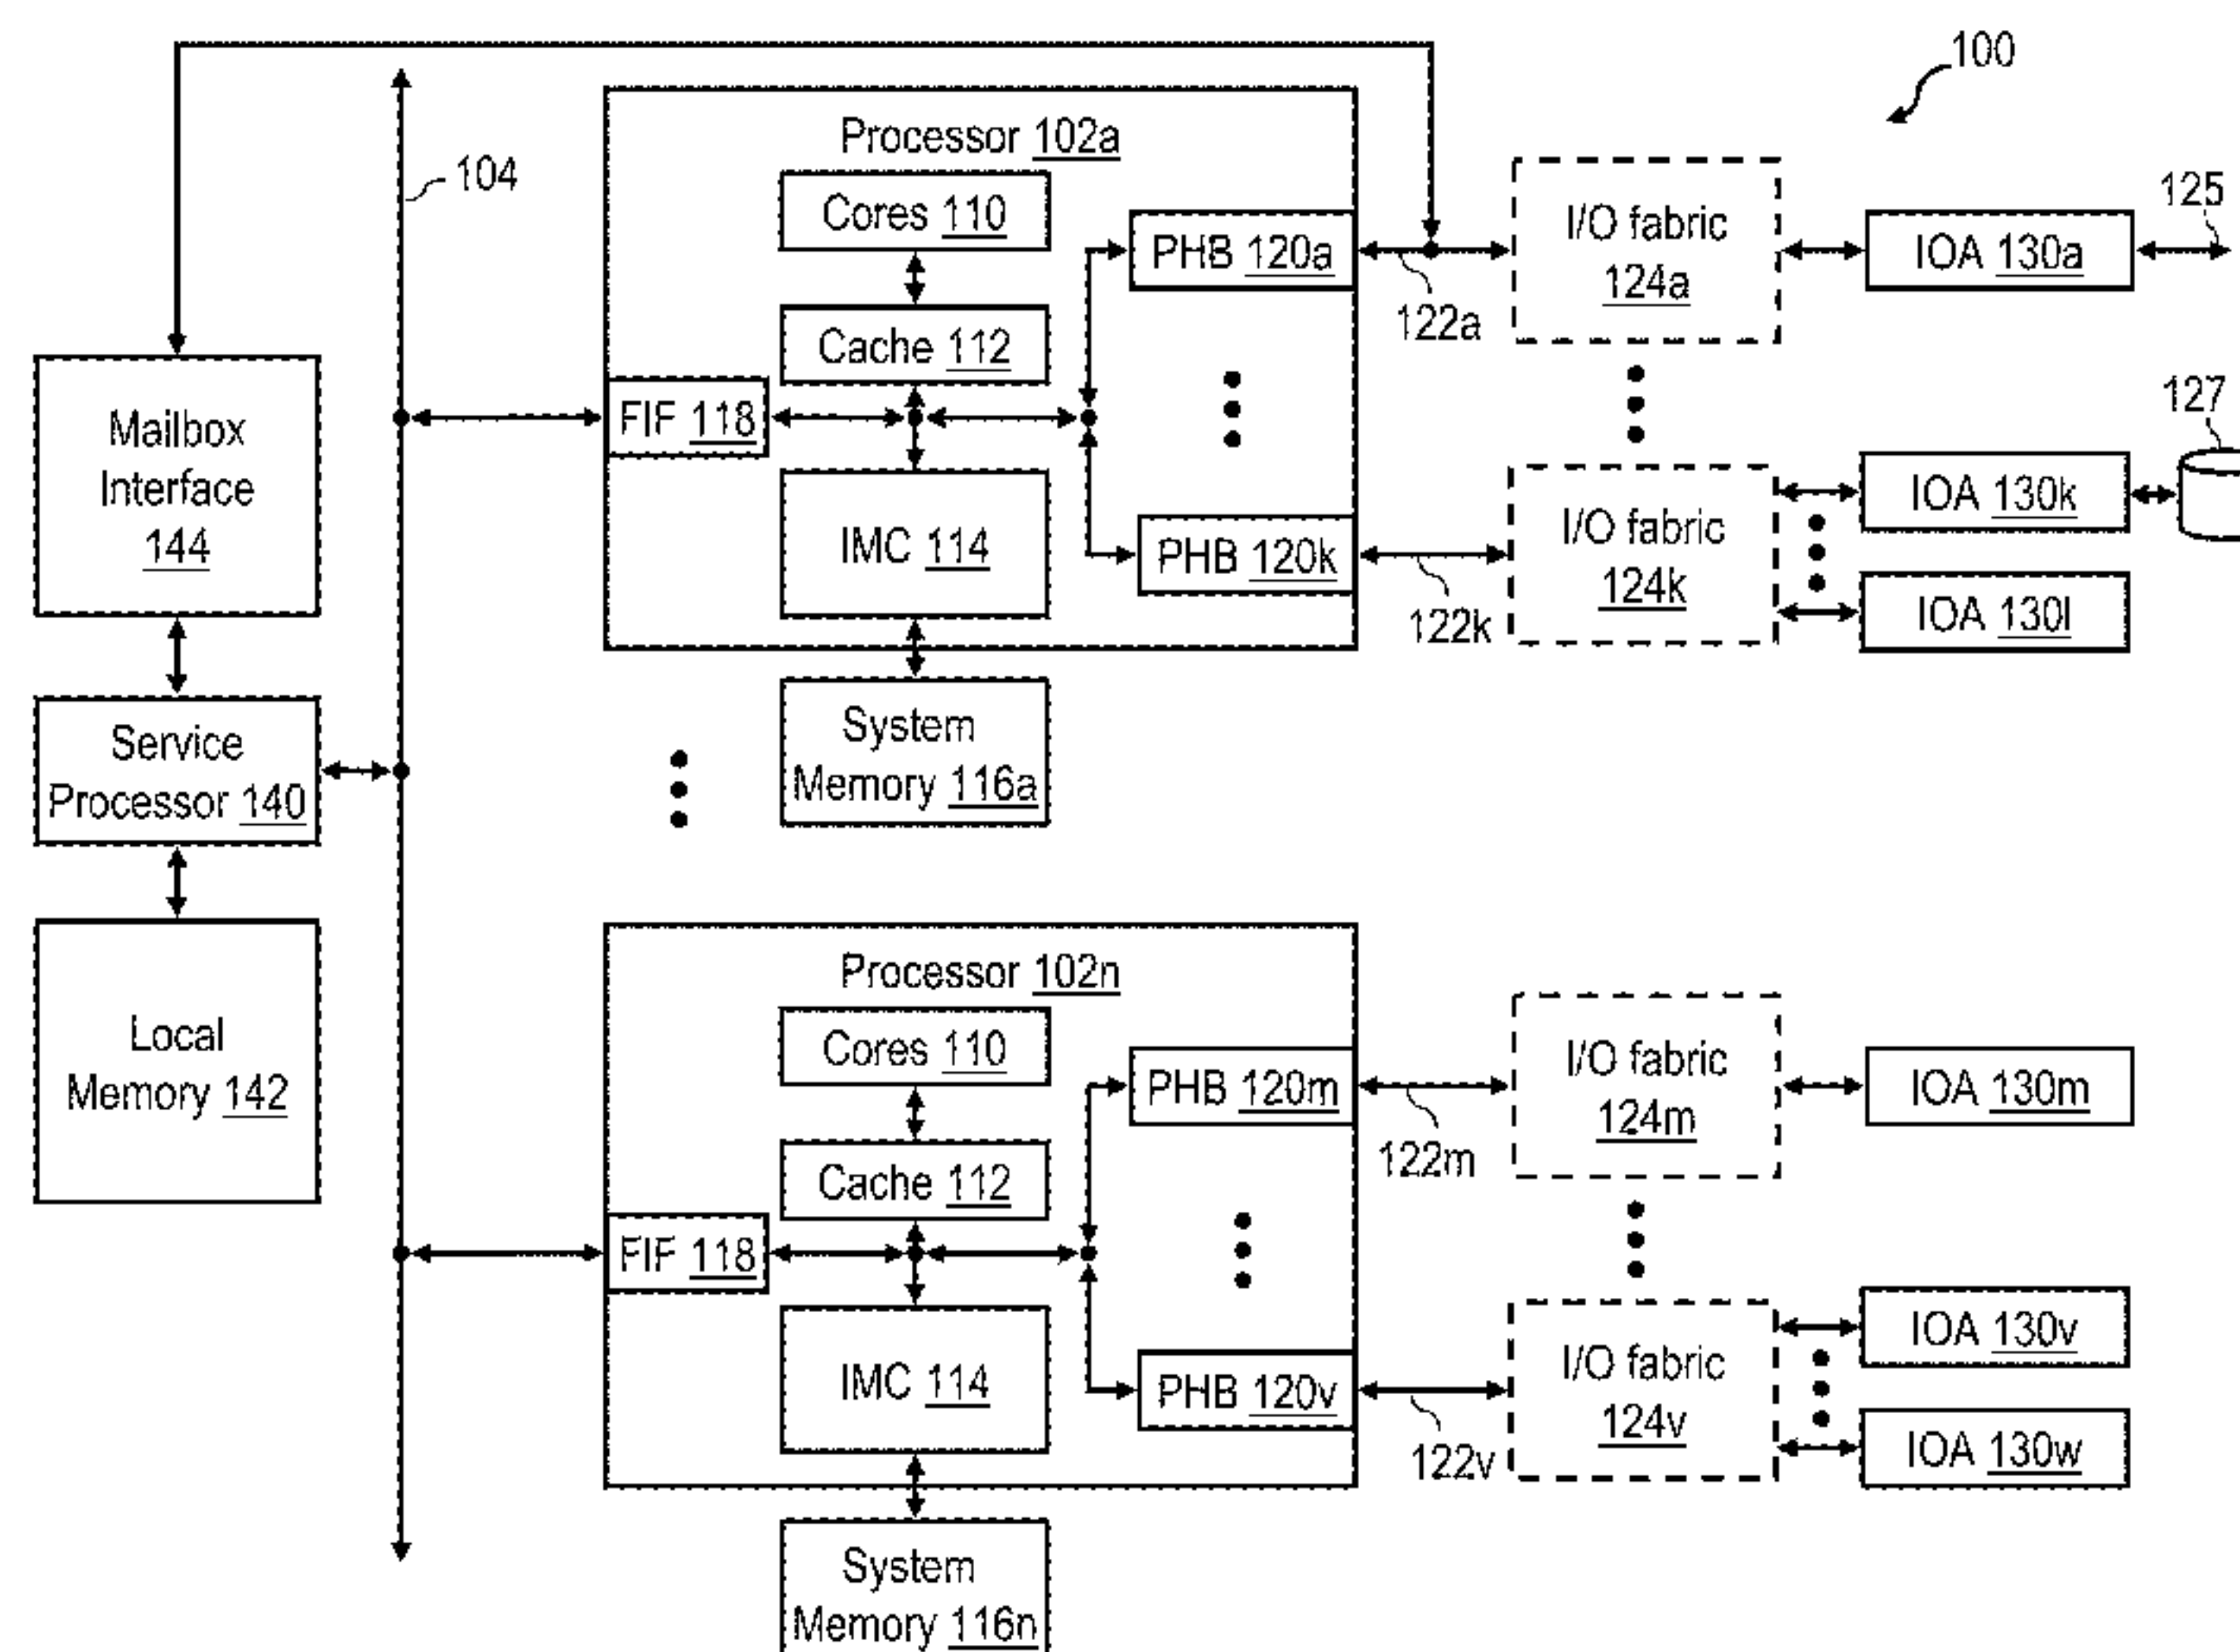 100
104
Processor 102a
Cores 110
Cache 112
FIF 118
IMC 114
PHB 120a
PHB 120k
122a
122k
I/O fabric
124a
I/O fabric
124k
IOA 130a
125
127
IOA 130k
IOA 130l
System
Memory 116a
Mailbox
Interface
144
Service
Processor 140
Local
Memory 142
Processor 102n
Cores 110
Cache 112
FIF 118
IMC 114
PHB 120m
PHB 120v
122m
122v
I/O fabric
124m
I/O fabric
124v
IOA 130m
IOA 130v
IOA 130w
System
Memory 116n